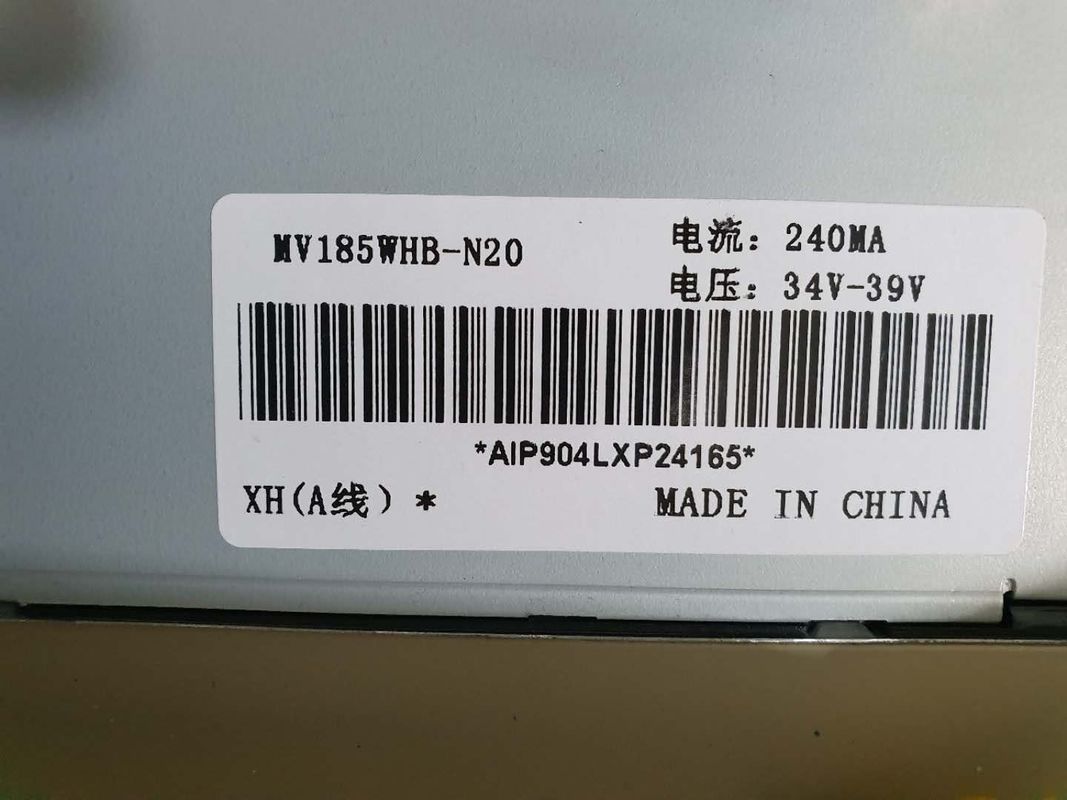 MV185WHB-N20
电流: 240MA
电压: 34V-39V
*AIP904LXP24165*
XH(A线) *
MADE IN CHINA